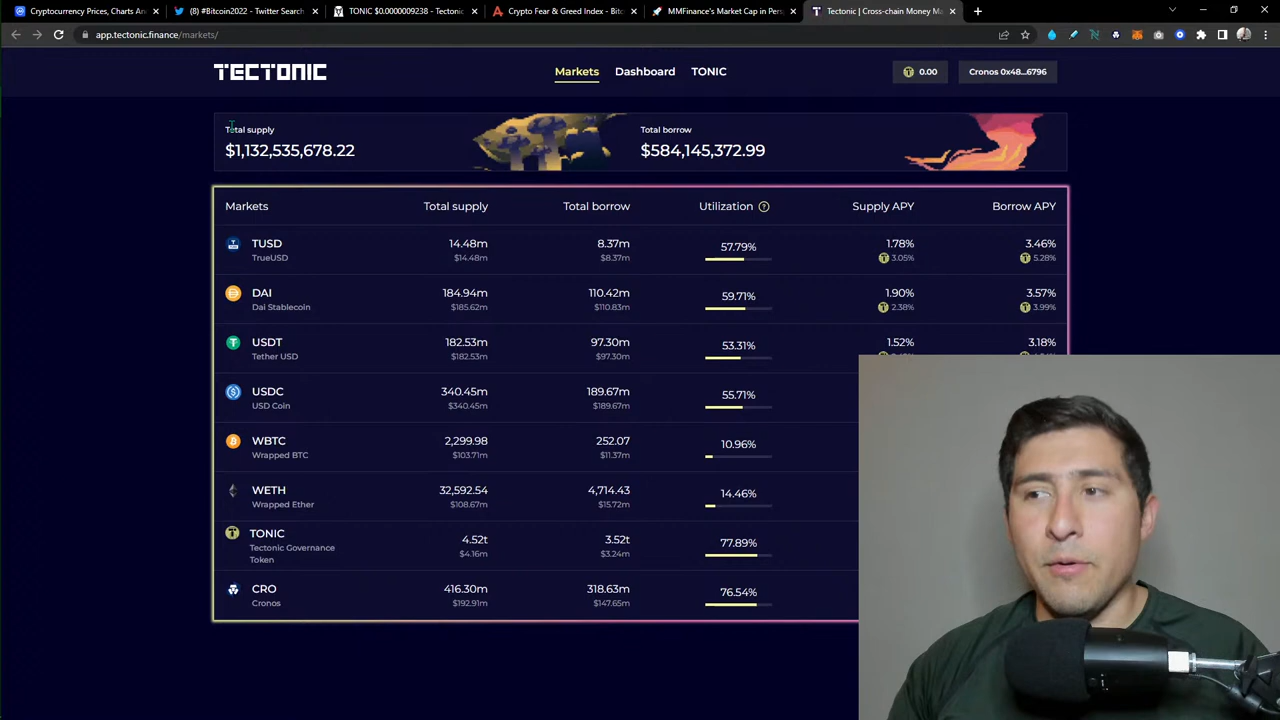 Cryptocurrency Prices, Charts An
#Bitcoin2022 - Twitter Search
TONIC $0.0000009238 - MMFinance
Crypto Fear & Greed Index - Bitc
MMFinance's Market Cap in Pers
Tectonic | Cross-chain Money Ma
app.tectonic.finance/markets/
TECTONIC
Markets
Dashboard
TONIC
0.00
Cronos 0x48...6796
Total supply
$1,132,535,678.22
Total borrow
$584,145,372.99
Markets Total supply Total borrow Utilization ? Supply APY Borrow APY
TUSD 14.48m 8.37m 57.79% 1.78% 3.46%
TrueUSD $14.48m $8.37m 3.05% 5.28%
DAI 184.94m 110.42m 59.71% 1.90% 3.57%
Dai Stablecoin $185.62m $110.83m 2.38% 3.99%
USDT 182.53m 97.30m 53.31% 1.52% 3.18%
Tether USD $182.53m $97.30m
USDC 340.45m 189.67m 55.71%
USD Coin $340.45m $189.67m
WBTC 2,299.98 252.07 10.96%
Wrapped BTC $103.71m $11.37m
WETH 32,592.54 4,714.43 14.46%
Wrapped Ether $108.67m $15.72m
TONIC 4.52t 3.52t 77.89%
Tectonic Governance $4.16m $3.24m
Token
CRO 416.30m 318.63m 76.54%
Cronos $192.91m $147.65m